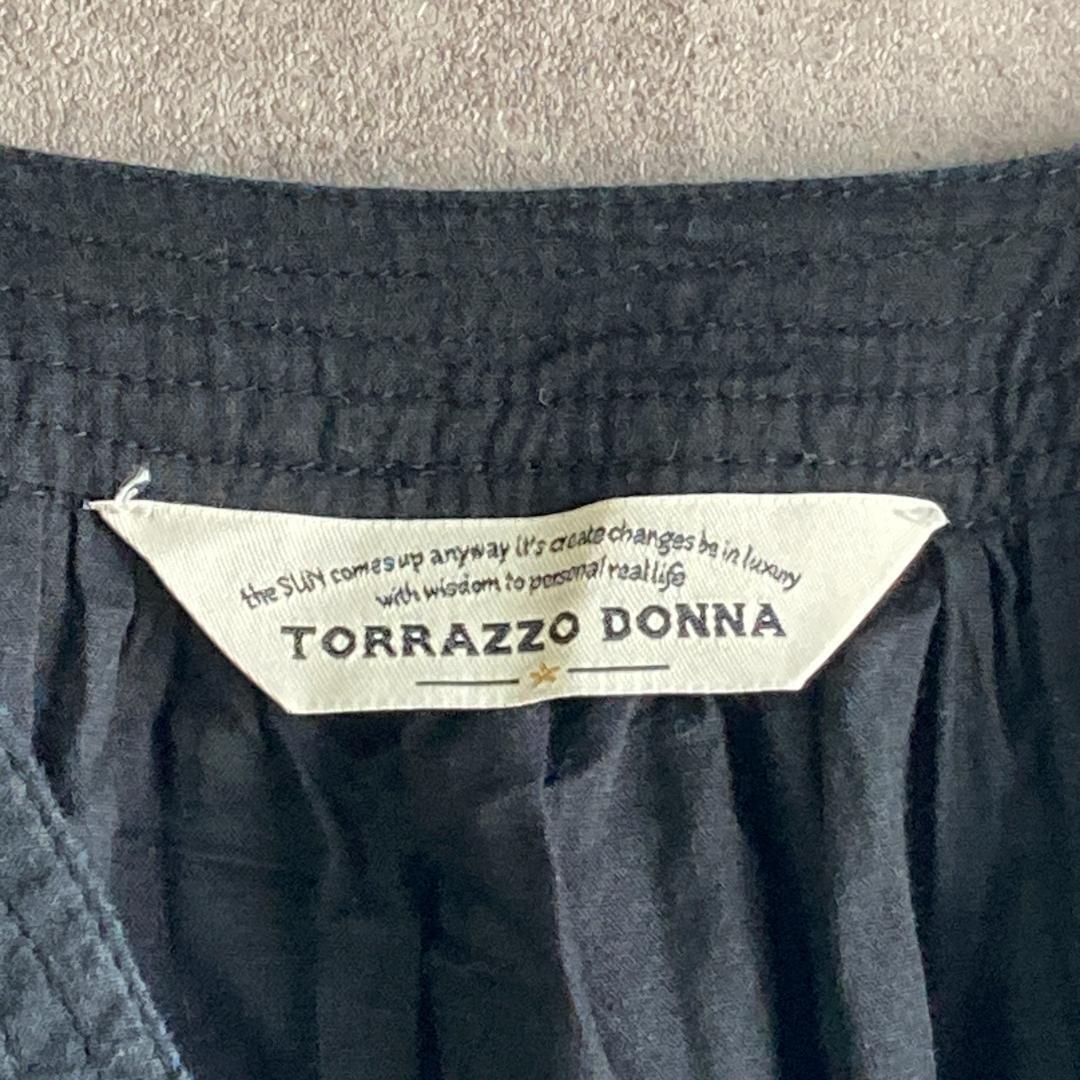 the SUN comes up anyway It's create changes be in luxury
with wisdom to personal real life
TORRAZZO DONNA